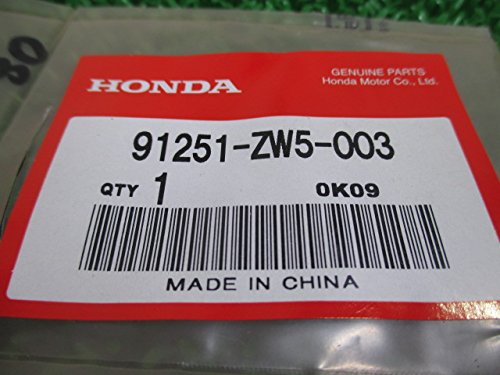 HONDA
GENUINE PARTS
Honda Motor Co., Ltd.
91251-ZW5-003
QTY 1 0K09
MADE IN CHINA